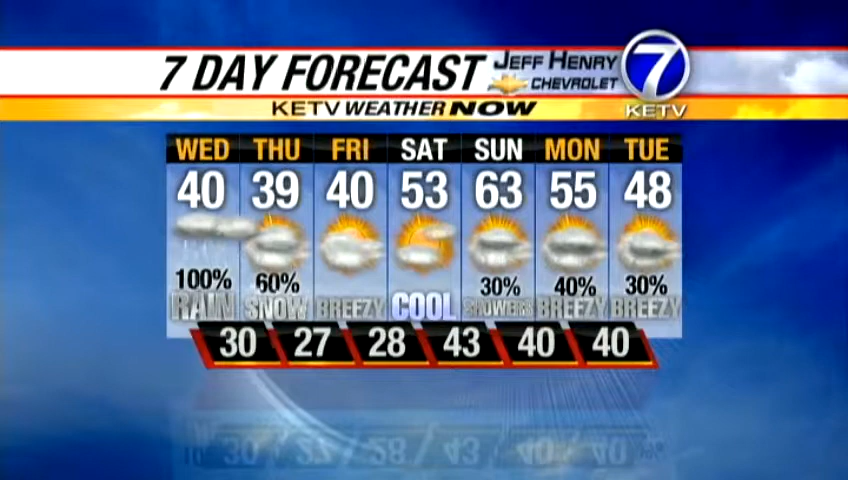 7 DAY FORECAST JEFF HENRY CHEVROLET 7
KETV WEATHER NOW KETV
WED THU FRI SAT SUN MON TUE
40 39 40 53 63 55 48
100% 60% 30% 40% 30%
RAIN SNOW BREEZY COOL SHOWERS BREEZY BREEZY
30 27 28 43 40 40